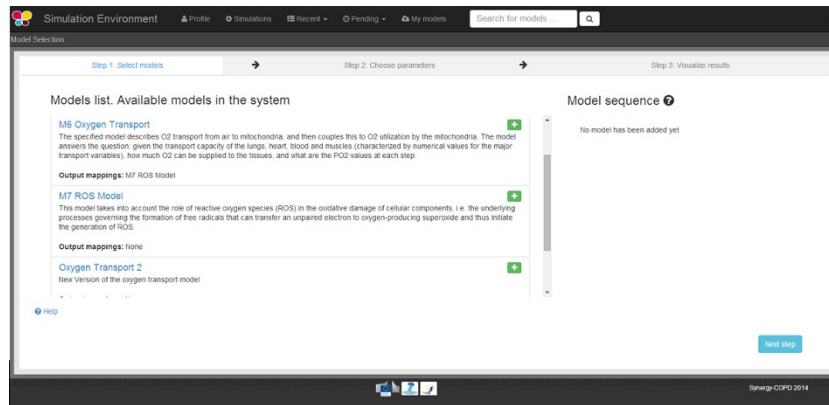 Simulation Environment Profile Simulations Recent Pending My models Search for models ...
Model Selection
Step 1: Select models Step 2: Choose parameters Step 3: Visualize results
Models list. Available models in the system
M6 Oxygen Transport
The specified model describes O2 transport from air to mitochondria, and then couples this to O2 utilization by the mitochondria. The model
answers the question: given the transport capacity of the lungs, heart, blood and muscles (characterized by numerical values for the major
transport variables), how much O2 can be supplied to the tissues, and what are the PO2 values at each step.
Output mappings: M7 ROS Model
M7 ROS Model
This model takes into account the role of reactive oxygen species (ROS) in the oxidative damage of cellular components, i.e. the underlying
processes governing the formation of free radicals that can transfer an unpaired electron to oxygen-producing superoxide and thus initiate
the generation of ROS.
Output mappings: None
Oxygen Transport 2
New Version of the oxygen transport model
Model sequence ?
No model has been added yet
? Help
Next step
Synergy-COPD 2014